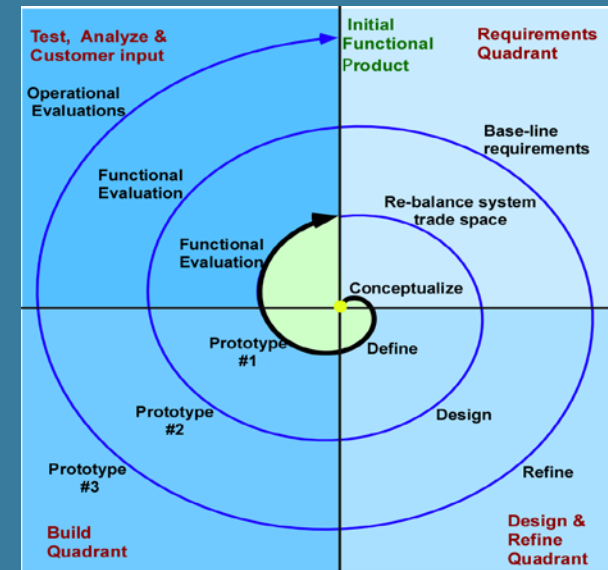 Test, Analyze &
Customer input
Initial
Functional
Product
Requirements
Quadrant
Operational
Evaluations
Base-line
requirements
Functional
Evaluation
Re-balance system
trade space
Functional
Evaluation
Conceptualize
Prototype
#1
Define
Prototype
#2
Design
Prototype
#3
Refine
Build
Quadrant
Design &
Refine
Quadrant